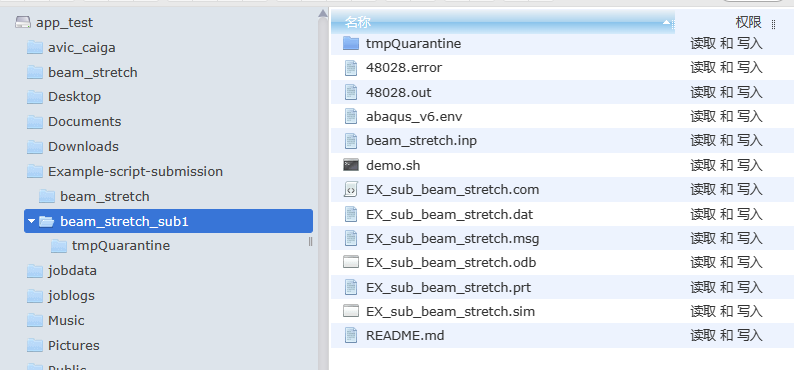 app_test
avic_caiga
beam_stretch
Desktop
Documents
Downloads
Example-script-submission
beam_stretch
beam_stretch_sub1
tmpQuarantine
jobdata
joblogs
Music
Pictures
Public
名称 权限
tmpQuarantine 读取 和 写入
48028.error 读取 和 写入
48028.out 读取 和 写入
abaqus_v6.env 读取 和 写入
beam_stretch.inp 读取 和 写入
demo.sh 读取 和 写入
EX_sub_beam_stretch.com 读取 和 写入
EX_sub_beam_stretch.dat 读取 和 写入
EX_sub_beam_stretch.msg 读取 和 写入
EX_sub_beam_stretch.odb 读取 和 写入
EX_sub_beam_stretch.prt 读取 和 写入
EX_sub_beam_stretch.sim 读取 和 写入
README.md 读取 和 写入